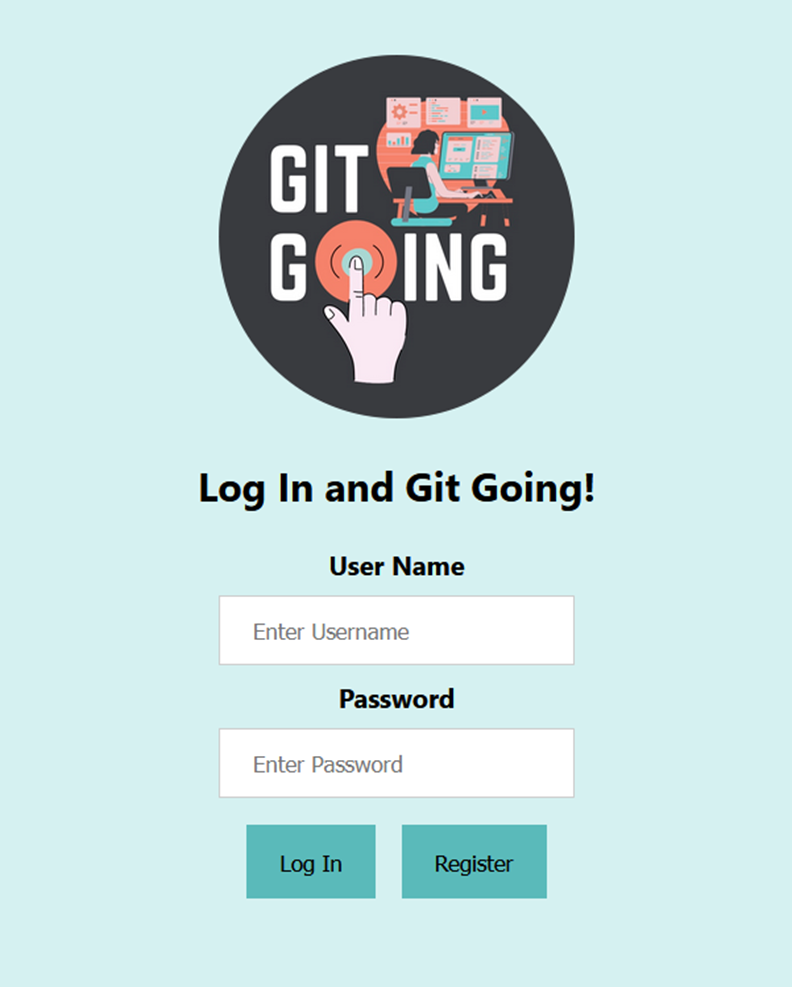 GIT
GOING
Log In and Git Going!
User Name
Enter Username
Password
Enter Password
Log In
Register